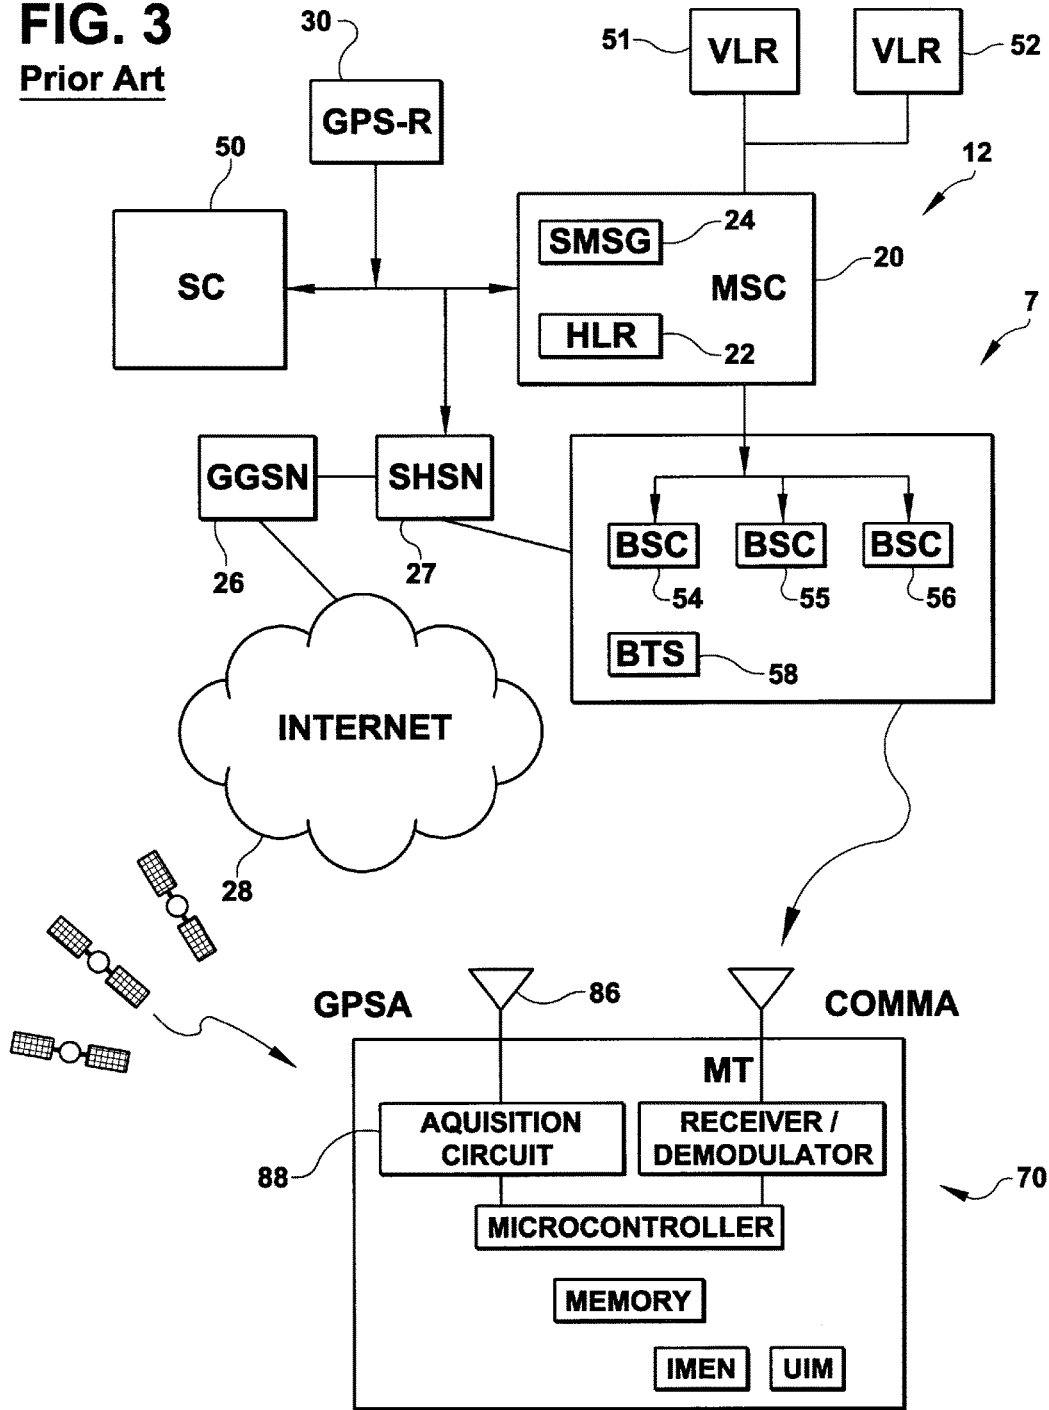 FIG. 3
Prior Art
30
51
VLR
VLR
52
GPS-R
50
12
24
SMSG
20
SC
MSC
7
HLR
22
GGSN
SHSN
BSC
BSC
BSC
26
27
54
55
56
BTS
58
INTERNET
28
86
GPSA
COMMA
MT
AQUISITION
CIRCUIT
RECEIVER /
DEMODULATOR
88
70
MICROCONTROLLER
MEMORY
IMEN
UIM